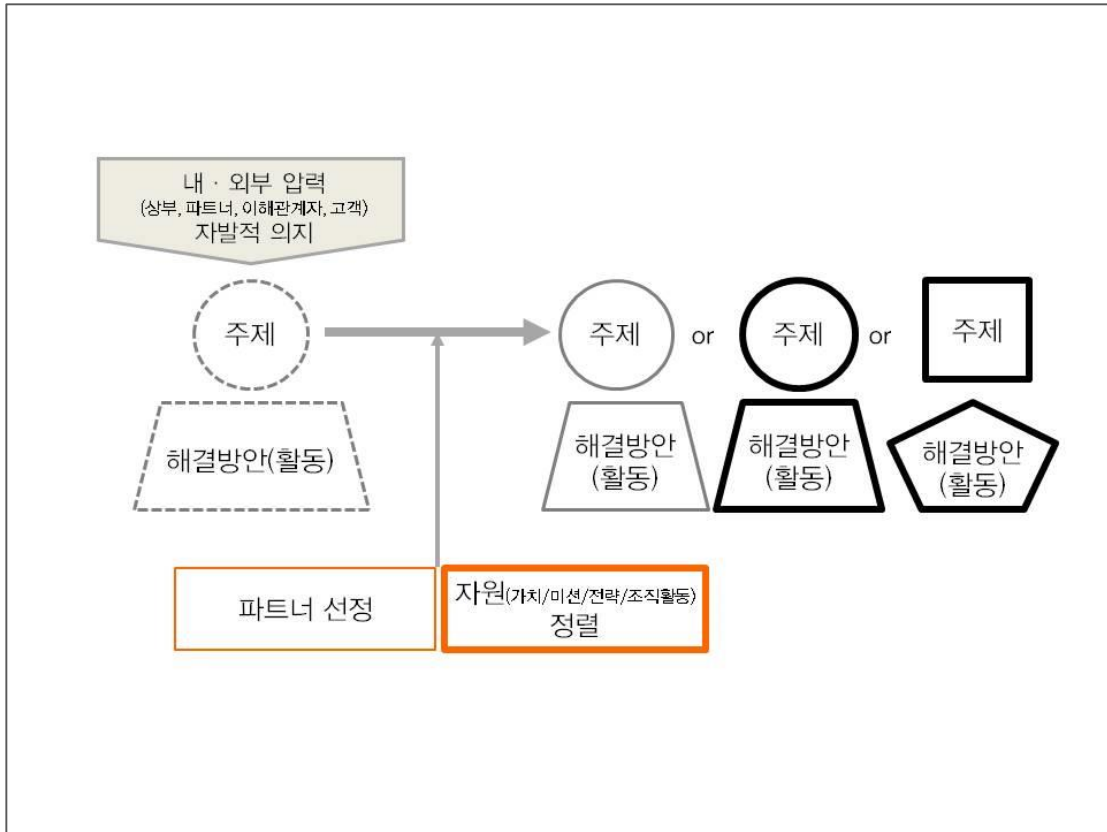 내 · 외부 압력
(상부, 파트너, 이해관계자, 고객)
자발적 의지
주제
해결방안(활동)
주제
or
주제
or
주제
해결방안
(활동)
해결방안
(활동)
해결방안
(활동)
파트너 선정
자원(가치/미션/전략/조직활동)
정렬